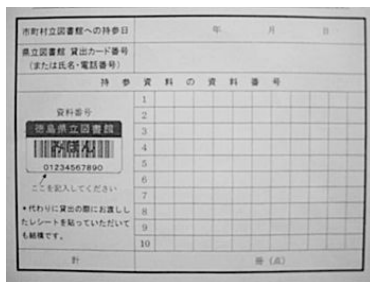 市町村立図書館への持参日 年 月 日
県立図書館 貸出カード番号
(または氏名・電話番号)
持参資料の資料番号
資料番号
徳島県立図書館
01234567890
ここを記入してください
*代わりに貸出の際にお渡しし
たレシートを貼っていただいて
も結構です。
1
2
3
4
5
6
7
8
9
10
計 冊(点)